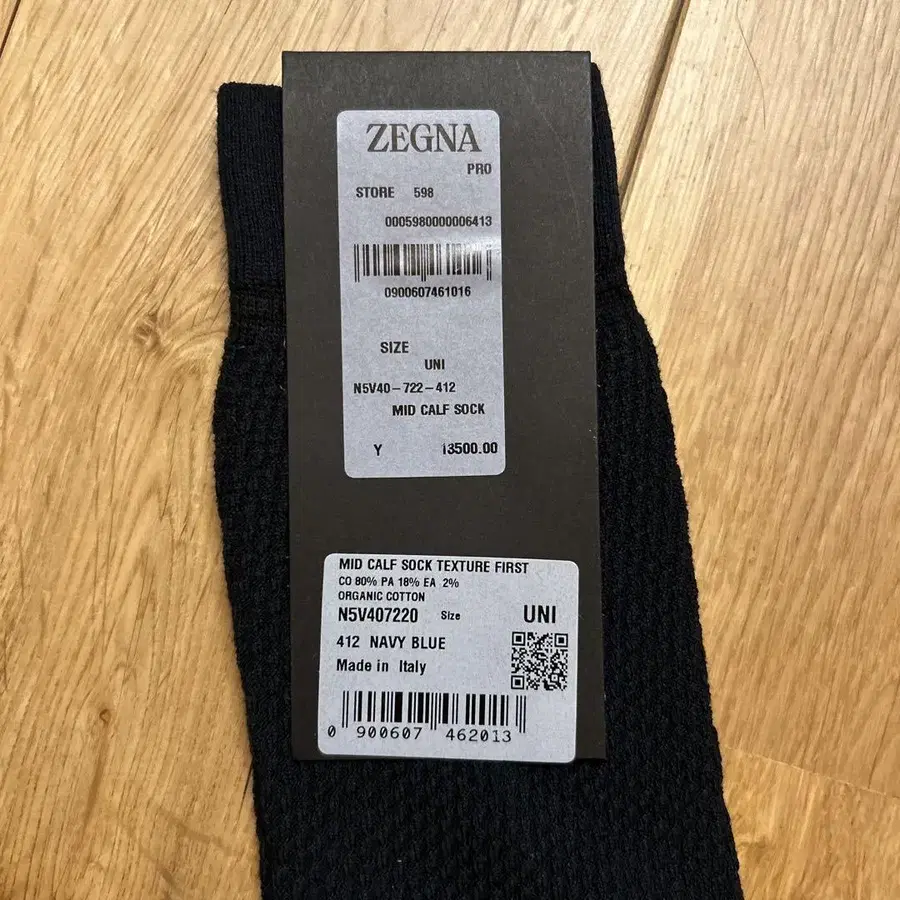 ZEGNA
PRO
STORE 598
0005980000006413
0900607461016
SIZE
UNI
N5V40-722-412
MID CALF SOCK
Y 13500.00
MID CALF SOCK TEXTURE FIRST
CO 80% PA 18% EA 2%
ORGANIC COTTON
N5V407220 Size UNI
412 NAVY BLUE
Made in Italy
0 900607 462013